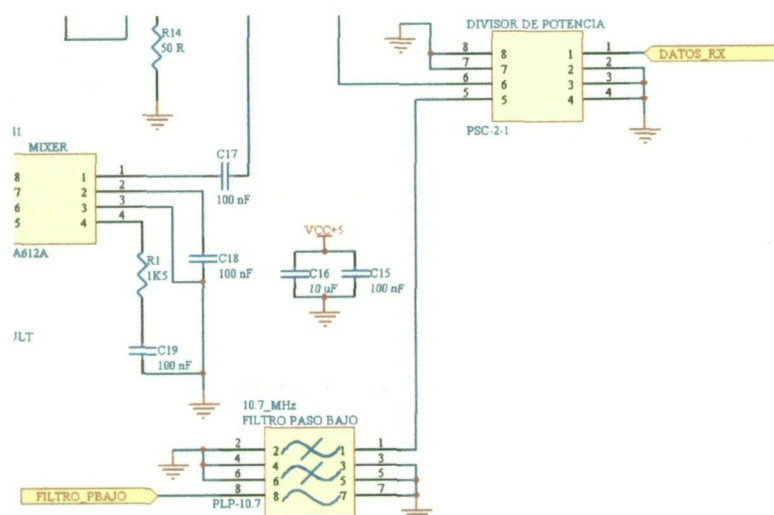 DIVISOR DE POTENCIA
R14
50 R
8 8 1 1
7 7 2 2
6 6 3 3
5 5 4 4
DATOS_RX
PSC-2-1
MIXER
8 1 1
7 2 2
6 3 3
5 4 4
A612A
C17
100 nF
R1
1K5
C18
100 nF
VCC+5
C16
10 uF
C15
100 nF
C19
100 nF
10.7_MHz
FILTRO PASO BAJO
2 2 1 1
4 4 3 3
6 6 5 5
8 8 7 7
FILTRO_PBAJO
PLP-10.7